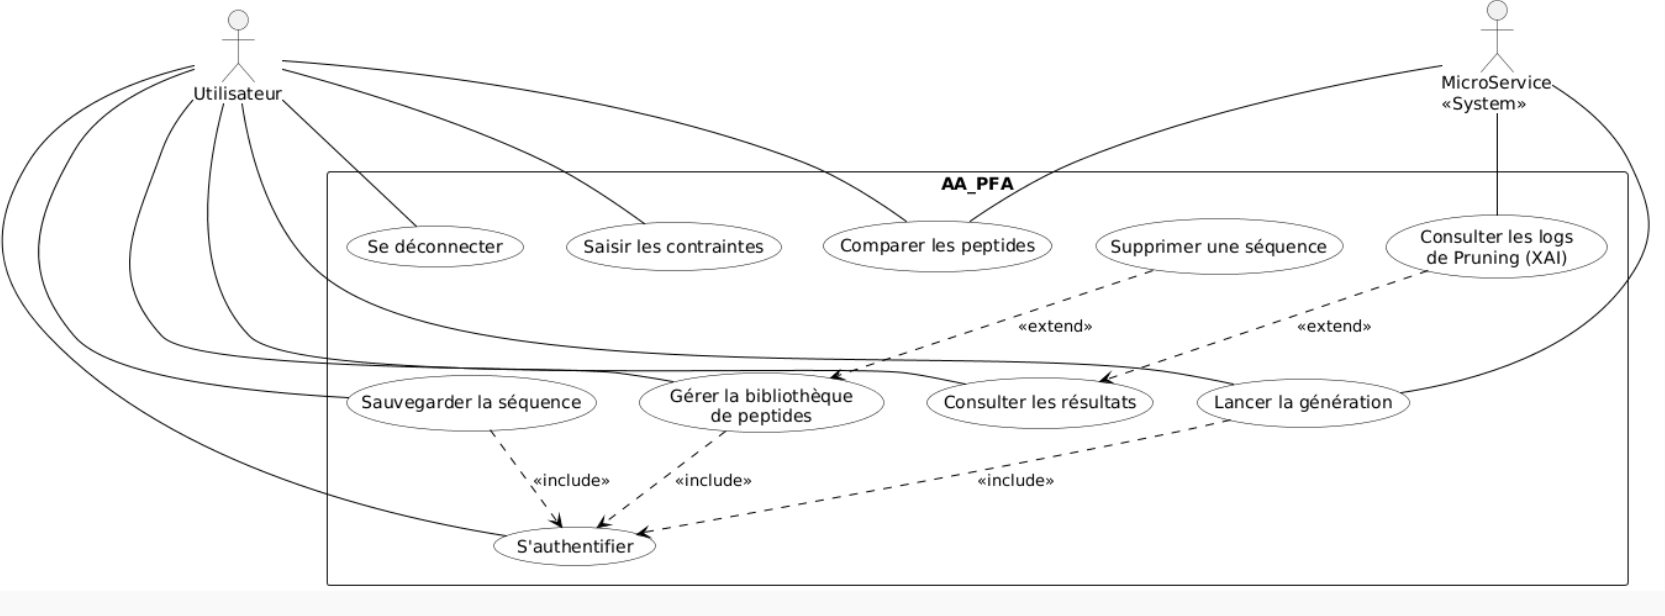 Utilisateur
MicroService
«System»
AA_PFA
Se déconnecter
Saisir les contraintes
Comparer les peptides
Supprimer une séquence
Consulter les logs
de Pruning (XAI)
«extend»
«extend»
Sauvegarder la séquence
Gérer la bibliothèque
de peptides
Consulter les résultats
Lancer la génération
«include»
«include»
«include»
S'authentifier